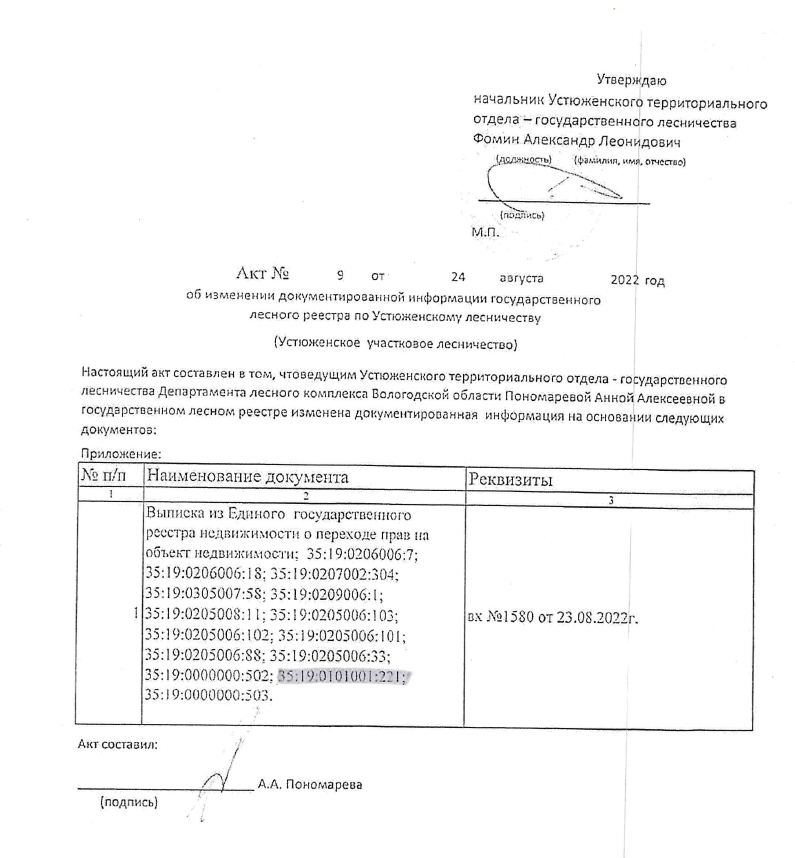 Утверждаю
начальник Устюженского территориального
отдела – государственного лесничества
Фомин Александр Леонидович
(должность) (фамилия, имя, отчество)
(подпись)
М.П.
Акт № 9 от 24 августа 2022 год
об изменении документированной информации государственного
лесного реестра по Устюженскому лесничеству
(Устюженское участковое лесничество)
Настоящий акт составлен в том, чтоведущим Устюженского территориального отдела - государственного
лесничества Департамента лесного комплекса Вологодской области Пономаревой Анной Алексеевной в
государственном лесном реестре изменена документированная информация на основании следующих
документов:
Приложение:
№ п/п Наименование документа Реквизиты
1 2 3
Выписка из Единого государственного
реестра недвижимости о переходе прав на
объект недвижимости; 35:19:0206006:7;
35:19:0206006:18; 35:19:0207002:304;
35:19:0305007:58; 35:19:0209006:1;
1 35:19:0205008:11; 35:19:0205006:103; вх №1580 от 23.08.2022г.
35:19:0205006:102; 35:19:0205006:101;
35:19:0205006:88; 35:19:0205006:33;
35:19:0000000:502; 35:19:0101001:221;
35:19:0000000:503.
Акт составил:
А.А. Пономарева
(подпись)